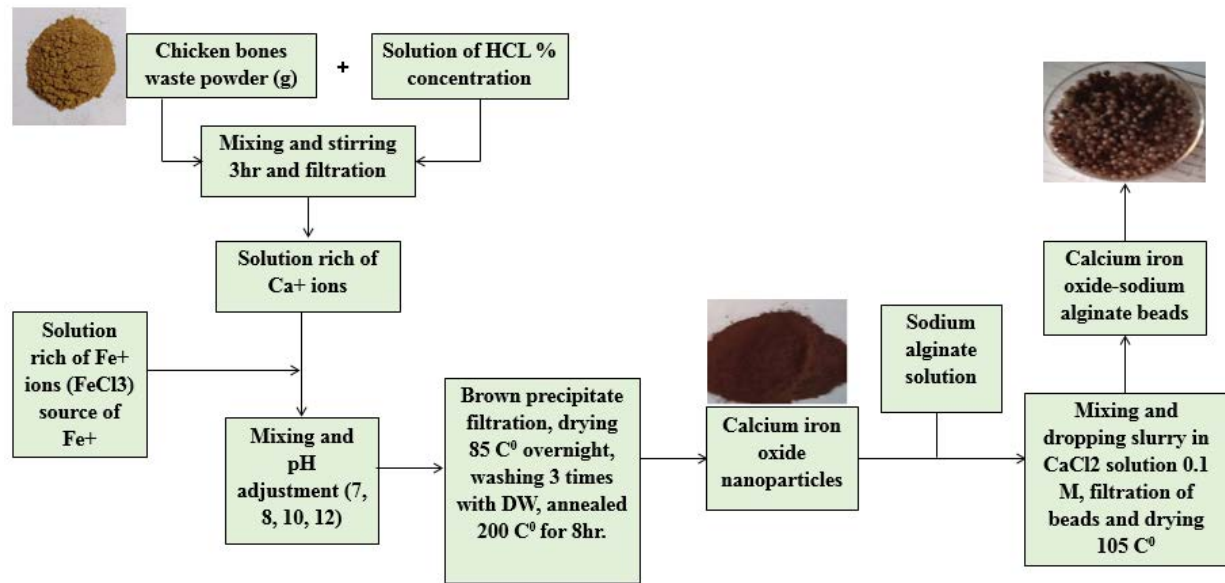 Chicken bones
waste powder (g)
+
Solution of HCL %
concentration
Mixing and stirring
3hr and filtration
Solution rich of
Ca+ ions
Solution
rich of Fe+
ions (FeCl3)
source of
Fe+
Mixing and
pH
adjustment (7,
8, 10, 12)
Brown precipitate
filtration, drying
85 C⁰ overnight,
washing 3 times
with DW, annealed
200 C⁰ for 8hr.
Calcium iron
oxide
nanoparticles
Sodium
alginate
solution
Mixing and
dropping slurry in
CaCl2 solution 0.1
M, filtration of
beads and drying
105 C⁰
Calcium iron
oxide-sodium
alginate beads